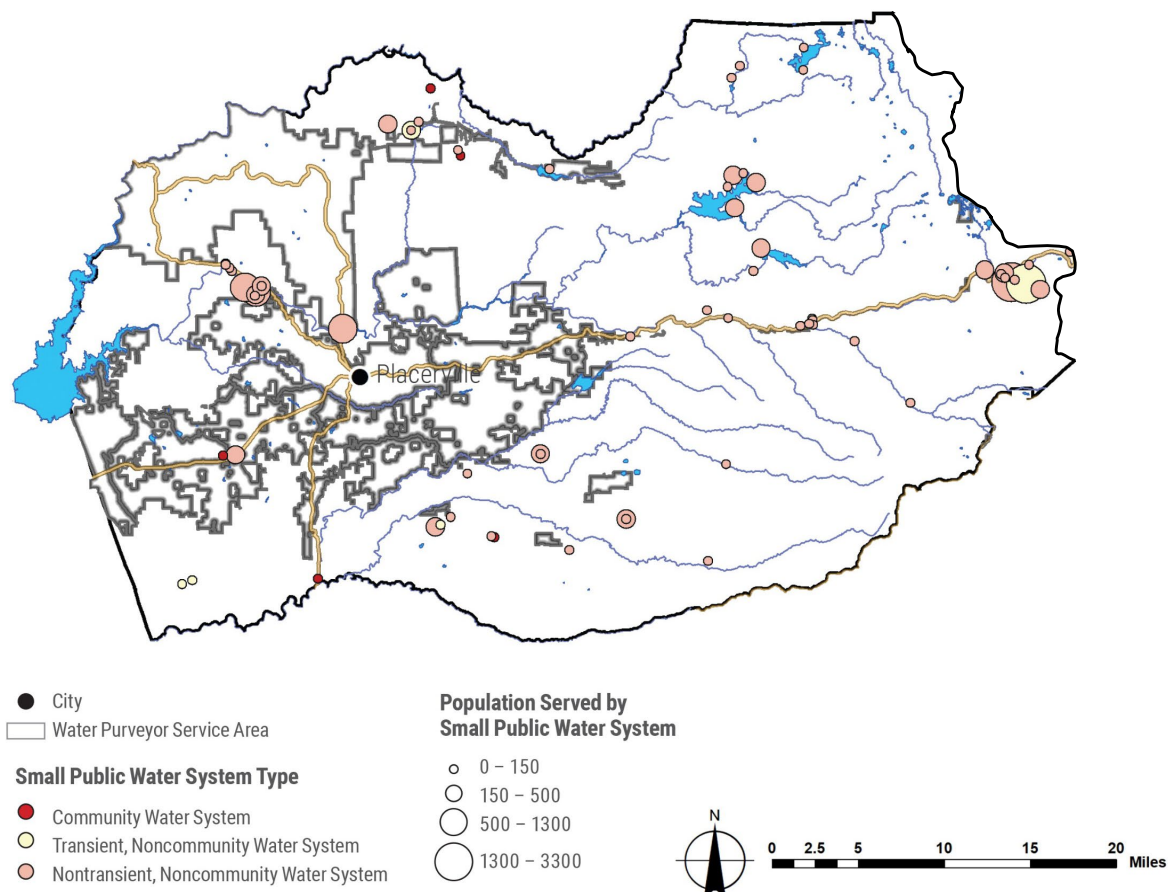 Placerville
City
Water Purveyor Service Area
Small Public Water System Type
Community Water System
Transient, Noncommunity Water System
Nontransient, Noncommunity Water System
Population Served by
Small Public Water System
0 – 150
150 – 500
500 – 1300
1300 – 3300
N
0 2.5 5 10 15 20
Miles